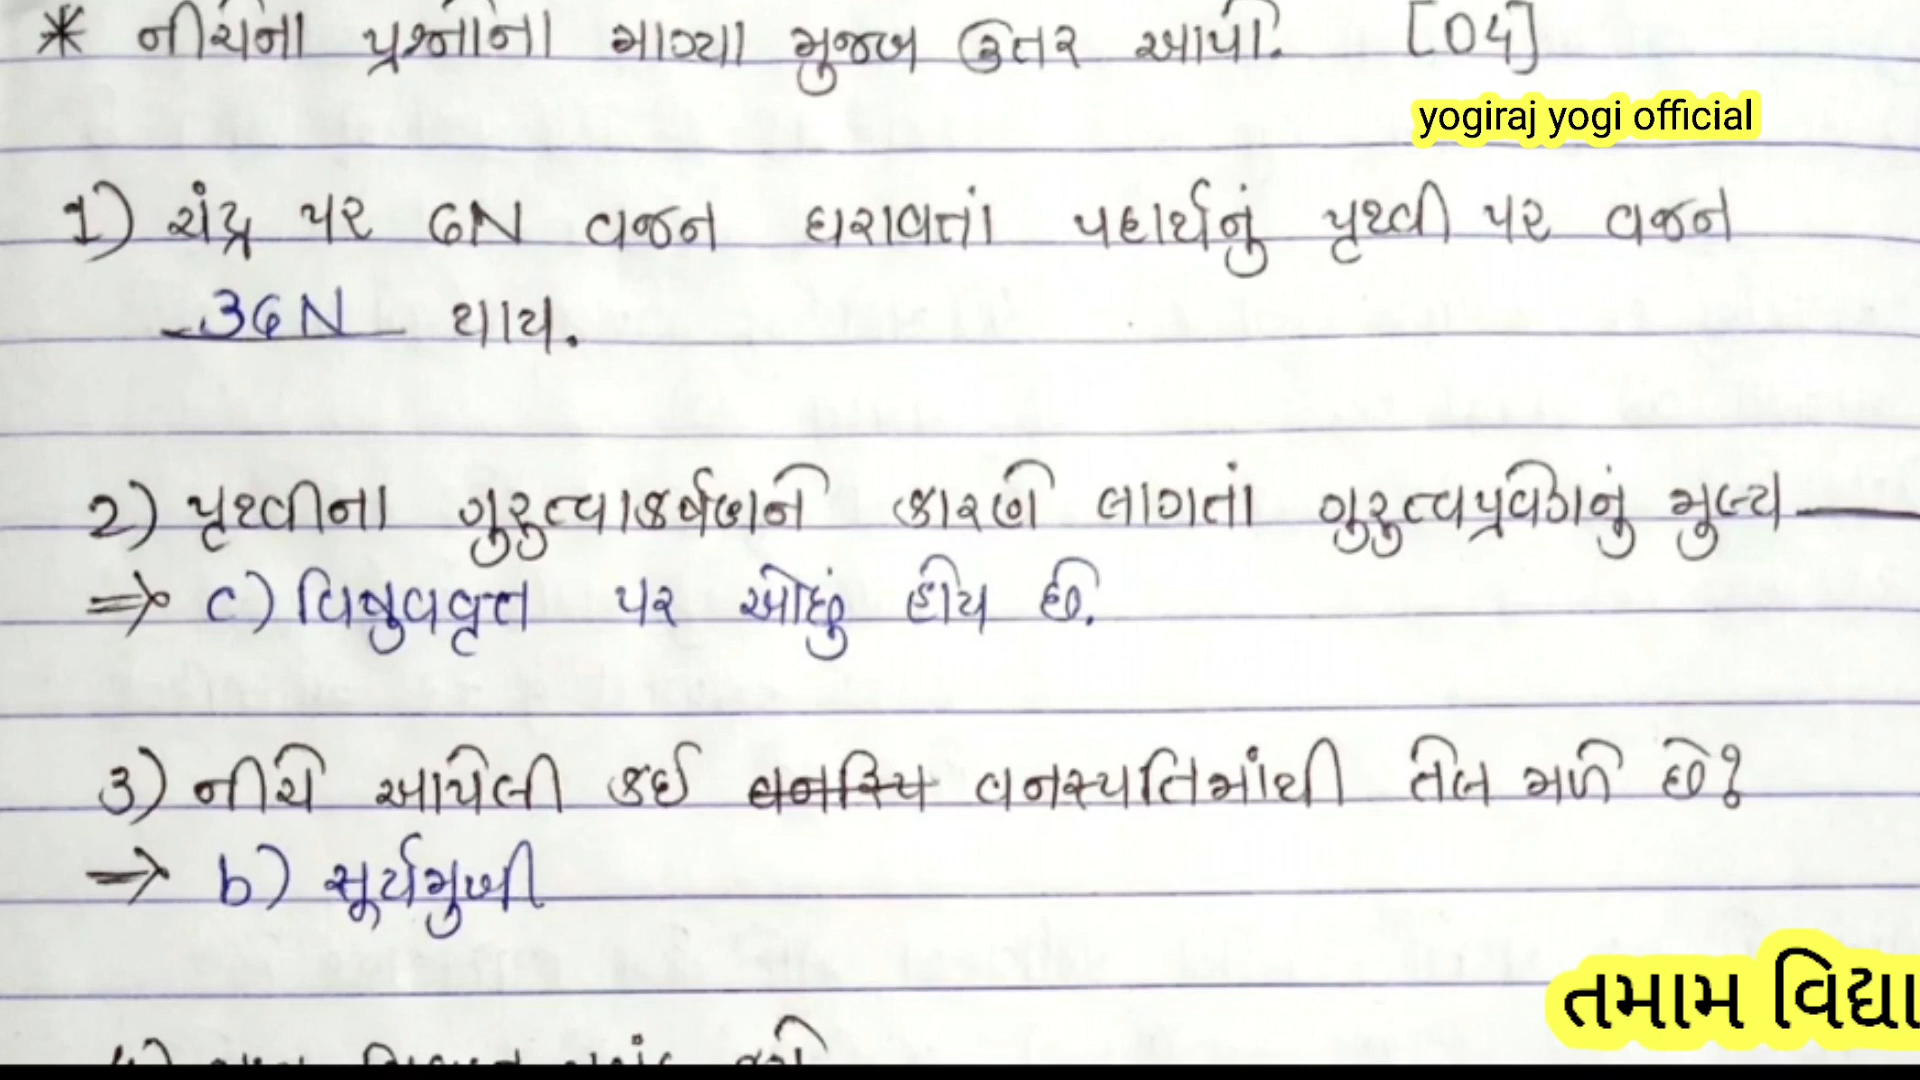 * નીચેના પ્રશ્નોના માગ્યા મુજબ ઉત્તર આપો. [04]
yogiraj yogi official
1) ચંદ્ર પર 6N વજન ધરાવતાં પદાર્થનું પૃથ્વી પર વજન
36N થાય.
2) પૃથ્વીના ગુરુત્વાકર્ષણને કારણે લાગતાં ગુરુત્વપ્રવેગનું મુલ્ય ___
⇒ c) વિષુવવૃત પર ઓછું હોય છે.
3) નીચે આપેલી કઈ વનસ્પતિમાંથી તેલ મળે છે?
⇒ b) સૂર્યમુખી
તમામ વિદ્યા